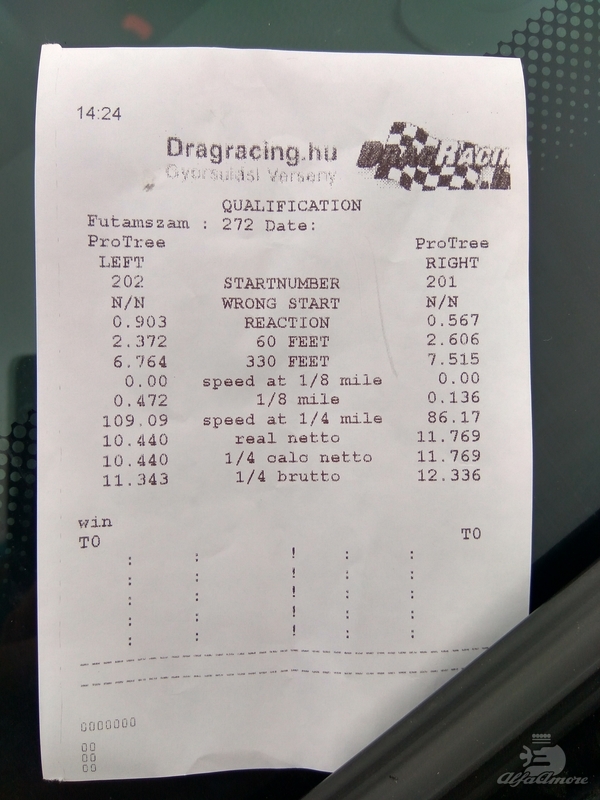 14:24
Dragracing.hu
Gyorsulási Verseny
DRAG RACIN
QUALIFICATION
Futamszam : 272 Date:
ProTree ProTree
LEFT RIGHT
202 STARTNUMBER 201
N/N WRONG START N/N
0.903 REACTION 0.567
2.372 60 FEET 2.606
6.764 330 FEET 7.515
0.00 speed at 1/8 mile 0.00
0.472 1/8 mile 0.136
109.09 speed at 1/4 mile 86.17
10.440 real netto 11.769
10.440 1/4 calc netto 11.769
11.343 1/4 brutto 12.336
win
TO TO
: : ! : :
: : ! : :
: : ! : :
: : ! : :
: : ! : :
0000000
00
00
00
AlfaAmore